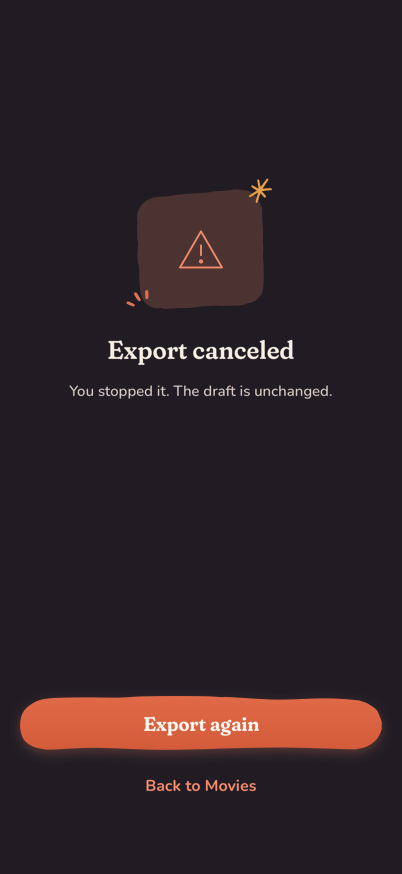 Export canceled
You stopped it. The draft is unchanged.
Export again
Back to Movies